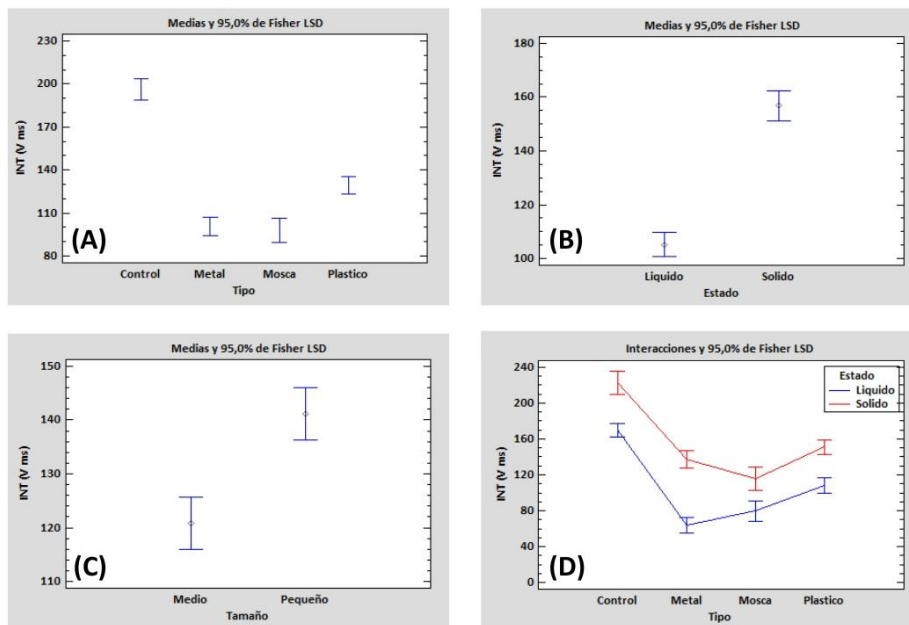 Medias y 95,0% de Fisher LSD
230
200
170
140
110
80
INT (V ms)
(A)
Control Metal Mosca Plastico
Tipo
Medias y 95,0% de Fisher LSD
180
160
140
120
100
INT (V ms)
(B)
Liquido Solido
Estado
Medias y 95,0% de Fisher LSD
150
140
130
120
110
INT (V ms)
(C)
Medio Pequeño
Tamaño
Interacciones y 95,0% de Fisher LSD
240
200
160
120
80
40
0
INT (V ms)
Estado
Liquido
Solido
(D)
Control Metal Mosca Plastico
Tipo